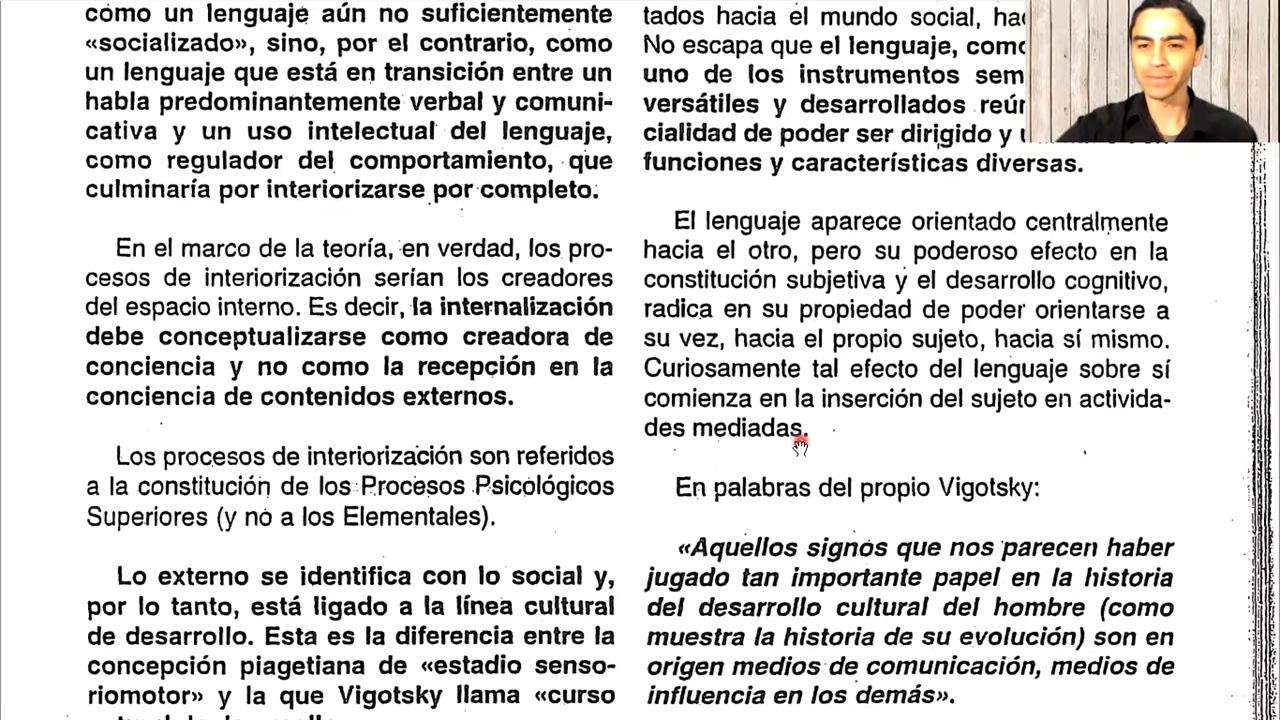 como un lenguaje aún no suficientemente
«socializado», sino, por el contrario, como
un lenguaje que está en transición entre un
habla predominantemente verbal y comuni-
cativa y un uso intelectual del lenguaje,
como regulador del comportamiento, que
culminaría por interiorizarse por completo.
En el marco de la teoría, en verdad, los pro-
cesos de interiorización serían los creadores
del espacio interno. Es decir, la internalización
debe conceptualizarse como creadora de
conciencia y no como la recepción en la
conciencia de contenidos externos.
Los procesos de interiorización son referidos
a la constitución de los Procesos Psicológicos
Superiores (y no a los Elementales).
Lo externo se identifica con lo social y,
por lo tanto, está ligado a la línea cultural
de desarrollo. Esta es la diferencia entre la
concepción piagetiana de «estadio senso-
riomotor» y la que Vigotsky llama «curso
tados hacia el mundo social,
No escapa que el lenguaje,
uno de los instrumentos
versátiles y desarrollados
cialidad de poder ser dirigido y
funciones y características diversas.
El lenguaje aparece orientado centralmente
hacia el otro, pero su poderoso efecto en la
constitución subjetiva y el desarrollo cognitivo,
radica en su propiedad de poder orientarse a
su vez, hacia el propio sujeto, hacia sí mismo.
Curiosamente tal efecto del lenguaje sobre sí
comienza en la inserción del sujeto en activida-
des mediadas.
En palabras del propio Vigotsky:
«Aquellos signos que nos parecen haber
jugado tan importante papel en la historia
del desarrollo cultural del hombre (como
muestra la historia de su evolución) son en
origen medios de comunicación, medios de
influencia en los demás».